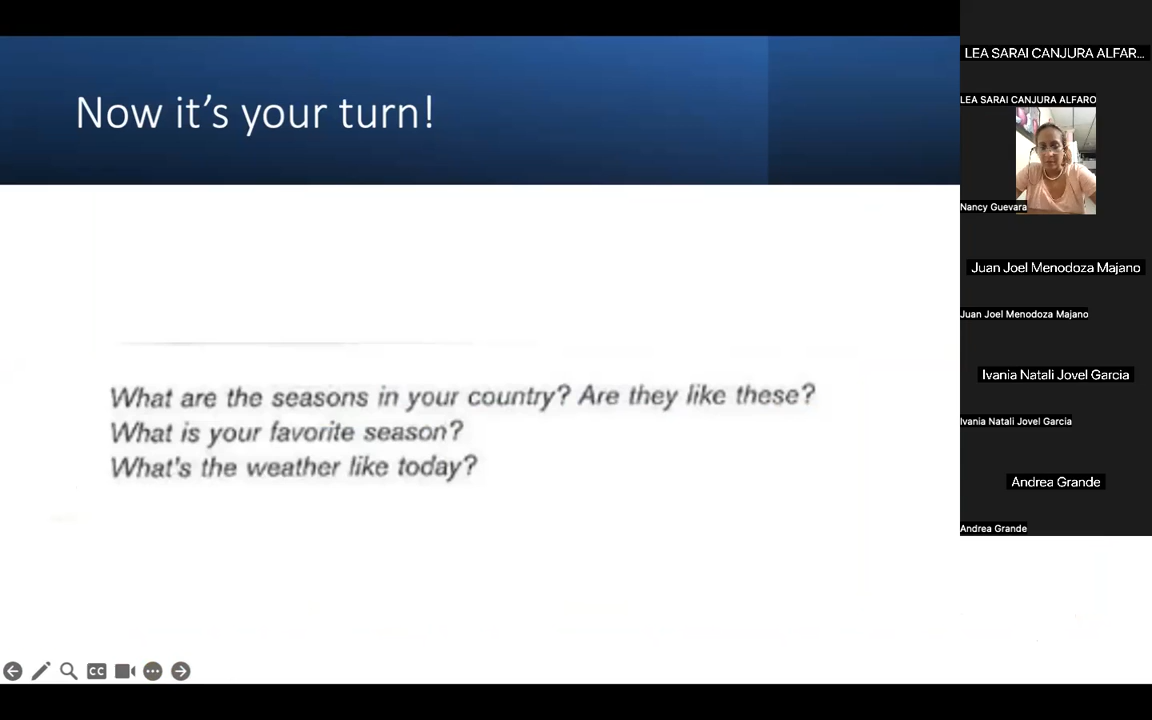 Now it's your turn!
What are the seasons in your country? Are they like these?
What is your favorite season?
What's the weather like today?
CC
LEA SARAI CANJURA ALFAR...
LEA SARAI CANJURA ALFARO
Nancy Guevara
Juan Joel Menodoza Majano
Juan Joel Menodoza Majano
Ivania Natali Jovel Garcia
Ivania Natali Jovel Garcia
Andrea Grande
Andrea Grande